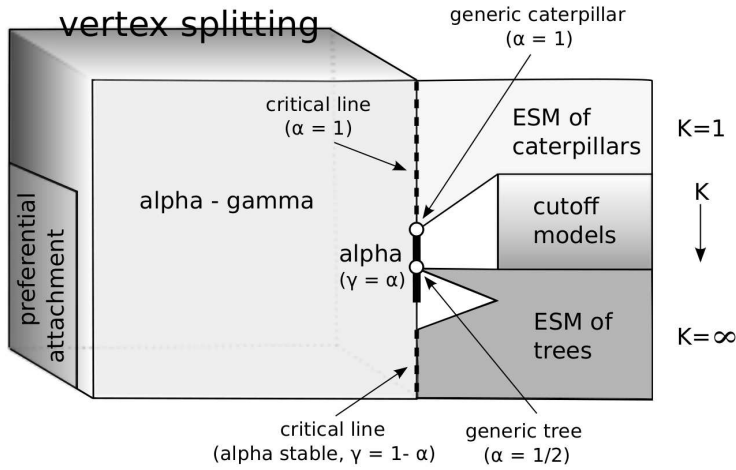 vertex splitting
generic caterpillar
(α = 1)
critical line
(α = 1)
ESM of
caterpillars
K=1
alpha - gamma
K
cutoff
models
preferential
attachment
alpha
(γ = α)
ESM of
trees
K=∞
critical line
(alpha stable, γ = 1- α)
generic tree
(α = 1/2)